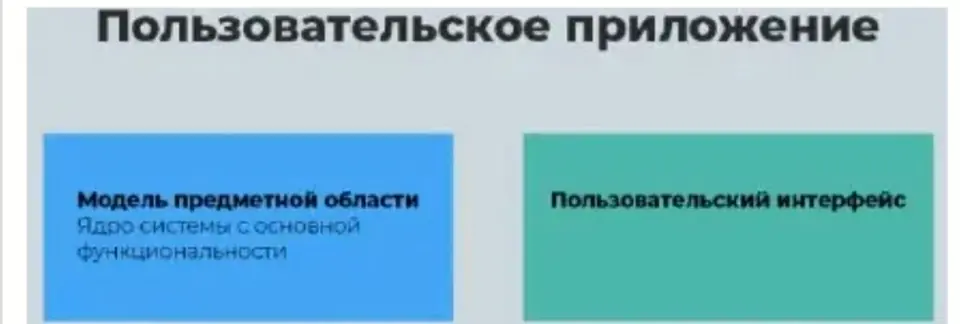 Пользовательское приложение
Модель предметной области
Ядро системы с основной
функциональности
Пользовательский интерфейс